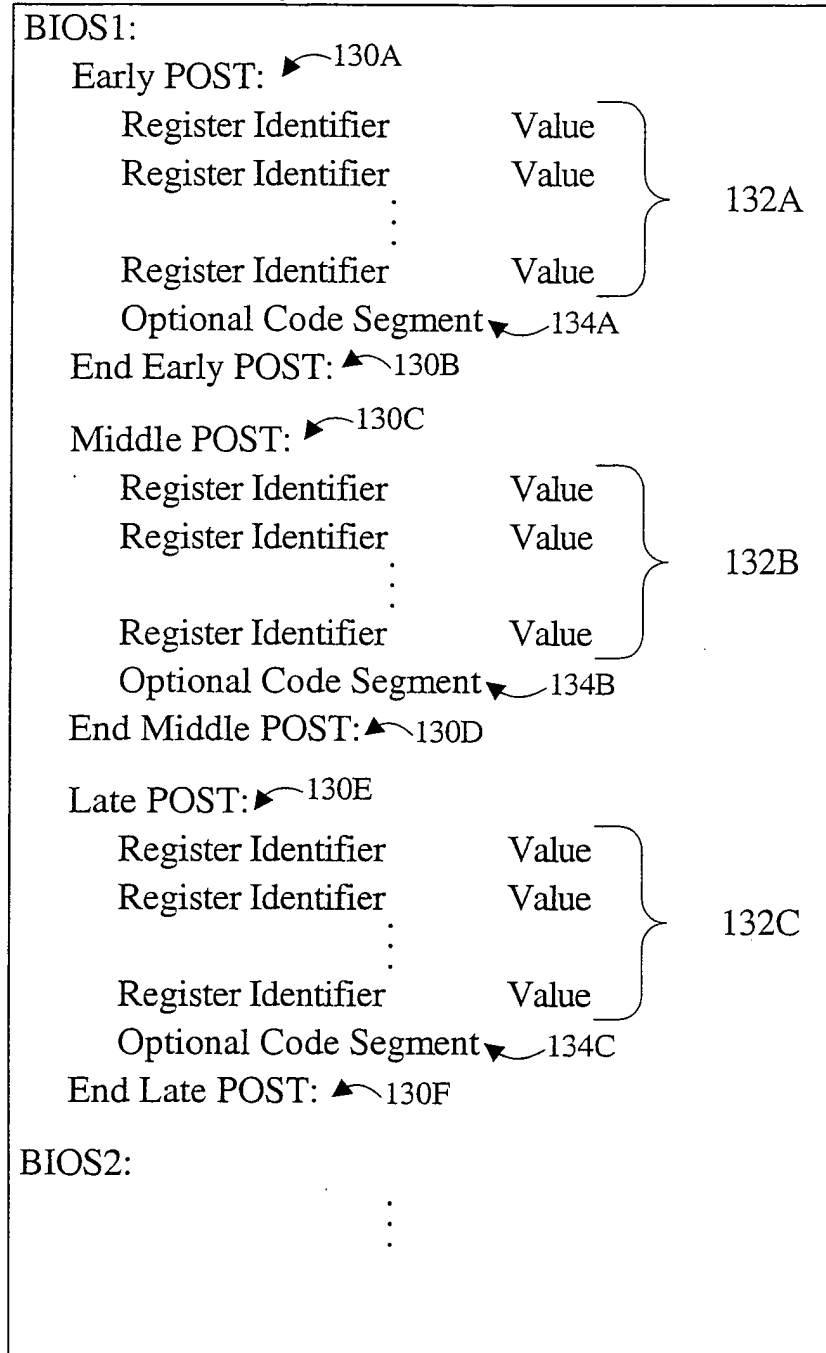 BIOS1:
Early POST: 130A
Register Identifier Value
Register Identifier Value
132A
Register Identifier Value
Optional Code Segment 134A
End Early POST: 130B
Middle POST: 130C
Register Identifier Value
Register Identifier Value
132B
Register Identifier Value
Optional Code Segment 134B
End Middle POST: 130D
Late POST: 130E
Register Identifier Value
Register Identifier Value
132C
Register Identifier Value
Optional Code Segment 134C
End Late POST: 130F
BIOS2: